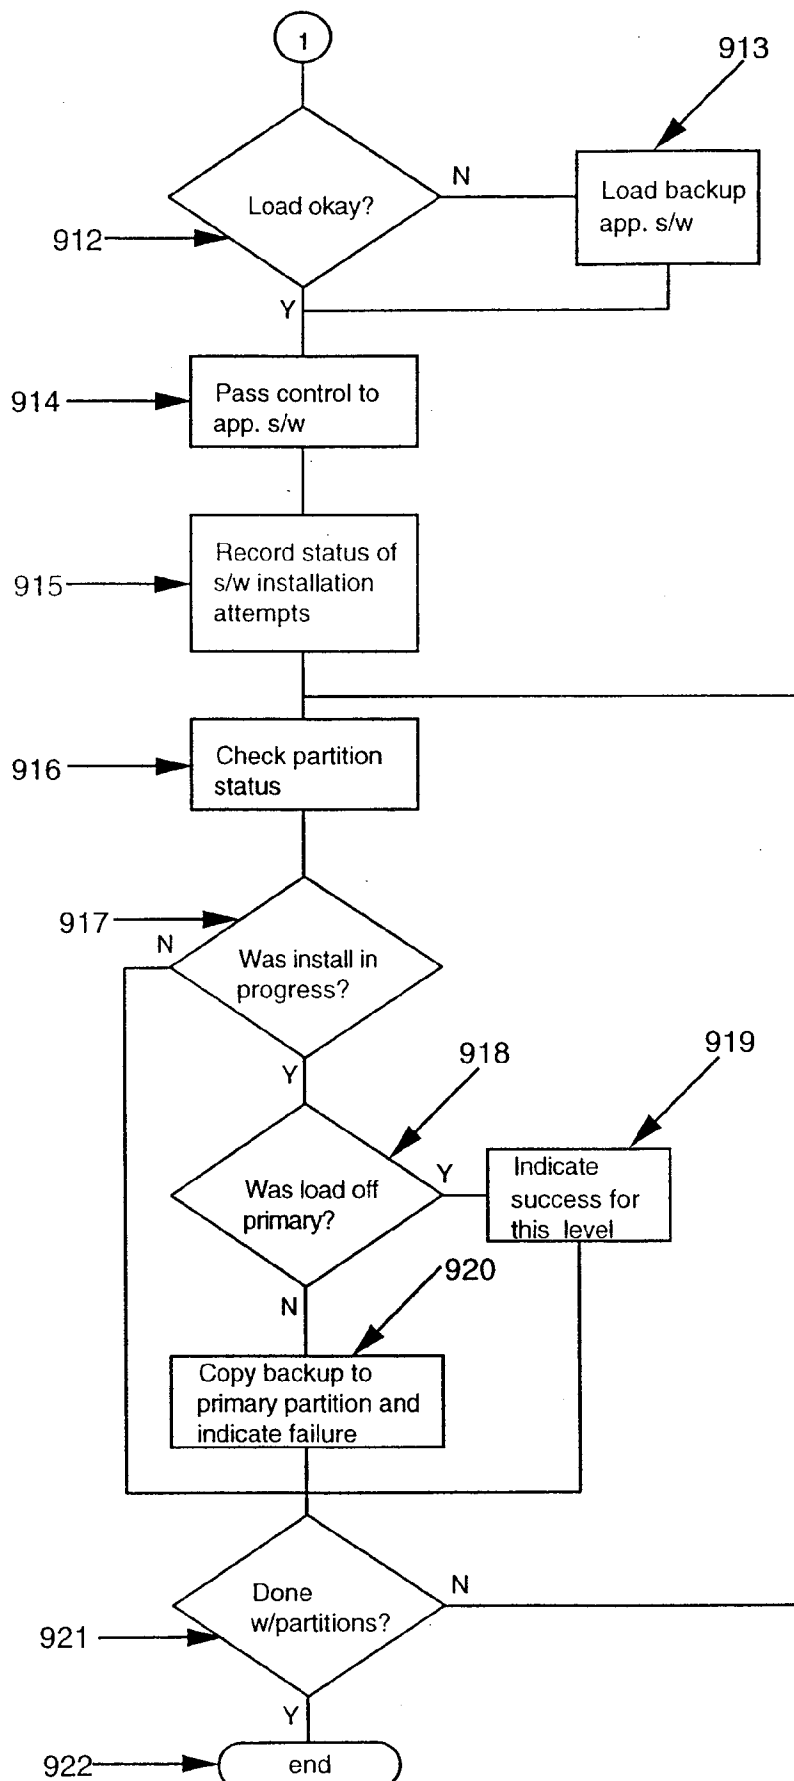 1
913
N
Load backup
app. s/w
Load okay?
912
Y
914
Pass control to
app. s/w
Record status of
s/w installation
attempts
915
Check partition
status
916
917
N
Was install in
progress?
918
919
Y
Y
Indicate
success for
this level
Was load off
primary?
920
N
Copy backup to
primary partition and
indicate failure
N
Done
w/partitions?
921
Y
922
end